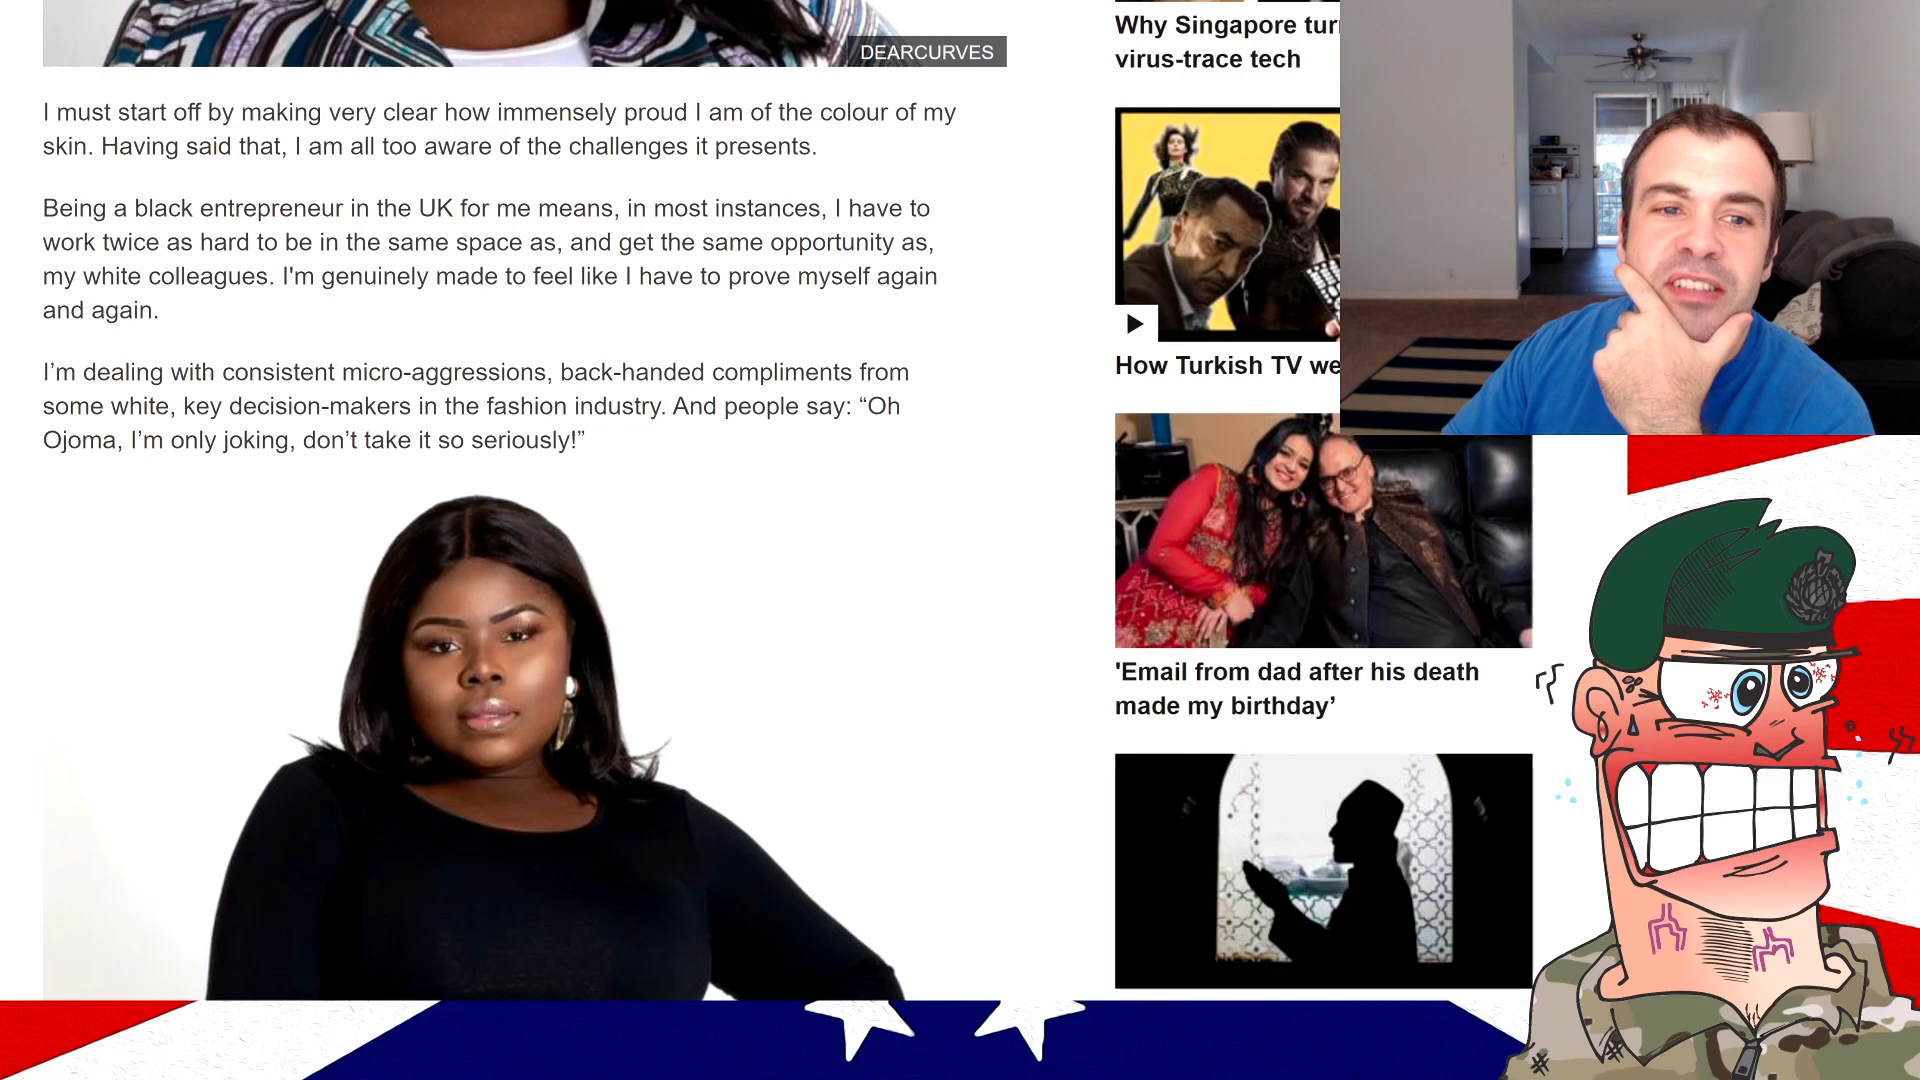 DEARCURVES
I must start off by making very clear how immensely proud I am of the colour of my
skin. Having said that, I am all too aware of the challenges it presents.
Being a black entrepreneur in the UK for me means, in most instances, I have to
work twice as hard to be in the same space as, and get the same opportunity as,
my white colleagues. I'm genuinely made to feel like I have to prove myself again
and again.
I’m dealing with consistent micro-aggressions, back-handed compliments from
some white, key decision-makers in the fashion industry. And people say: “Oh
Ojoma, I’m only joking, don’t take it so seriously!”
Why Singapore tur
virus-trace tech
How Turkish TV we
'Email from dad after his death
made my birthday’